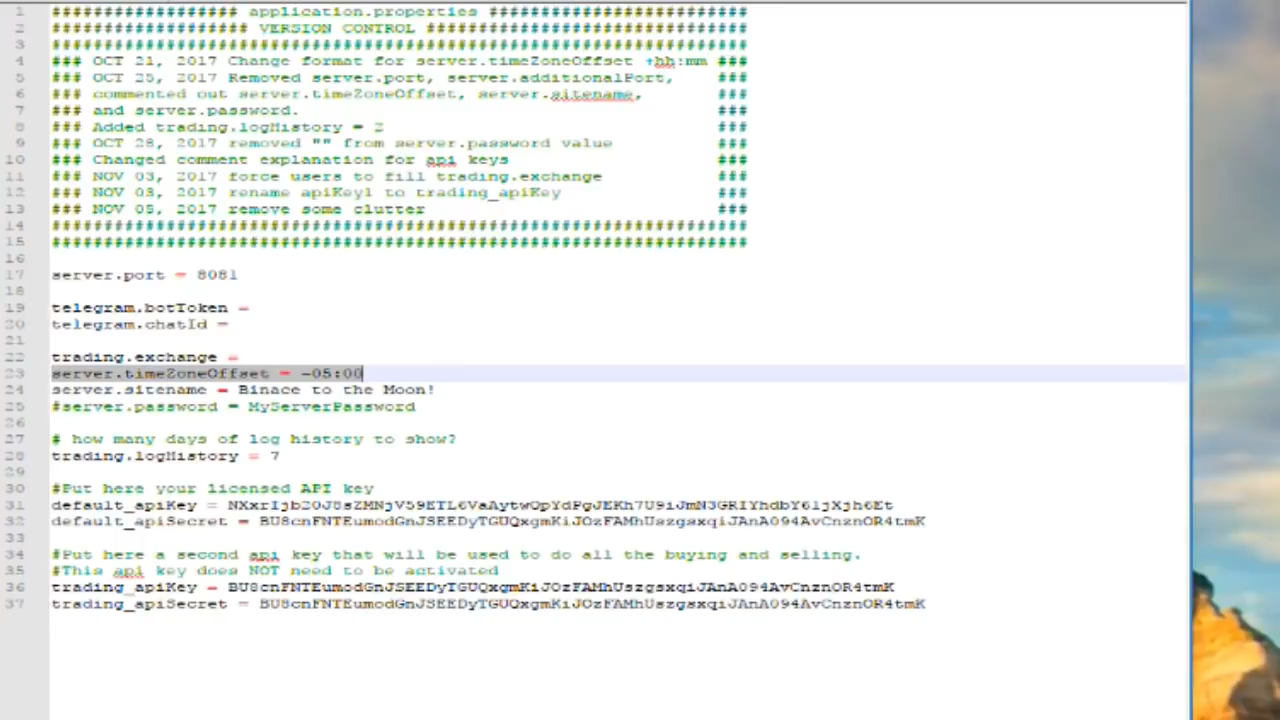 1 ################## application.properties #########################
2 ################### VERSION CONTROL ###############################
3 ###################################################################
4 ### OCT 21, 2017 Change format for server.timeZoneOffset +hh:mm ###
5 ### OCT 25, 2017 Removed server.port, server.additionalPort, ###
6 ### commented out server.timeZoneOffset, server.sitename, ###
7 ### and server.password. ###
8 ### Added trading.logHistory = 2 ###
9 ### OCT 28, 2017 removed "" from server.password value ###
10 ### Changed comment explanation for api keys ###
11 ### NOV 03, 2017 force users to fill trading.exchange ###
12 ### NOV 03, 2017 rename apiKey1 to trading_apiKey ###
13 ### NOV 05, 2017 remove some clutter ###
14 ###################################################################
15 ###################################################################
16
17 server.port = 8081
18
19 telegram.botToken =
20 telegram.chatId =
21
22 trading.exchange =
23 server.timeZoneOffset = -05:00
24 server.sitename = Binace to the Moon!
25 #server.password = MyServerPassword
26
27 # how many days of log history to show?
28 trading.logHistory = 7
29
30 #Put here your licensed API key
31 default_apiKey =
32 default_apiSecret =
33
34 #Put here a second api key that will be used to do all the buying and selling.
35 #This api key does NOT need to be activated
36 trading_apiKey =
37 trading_apiSecret =